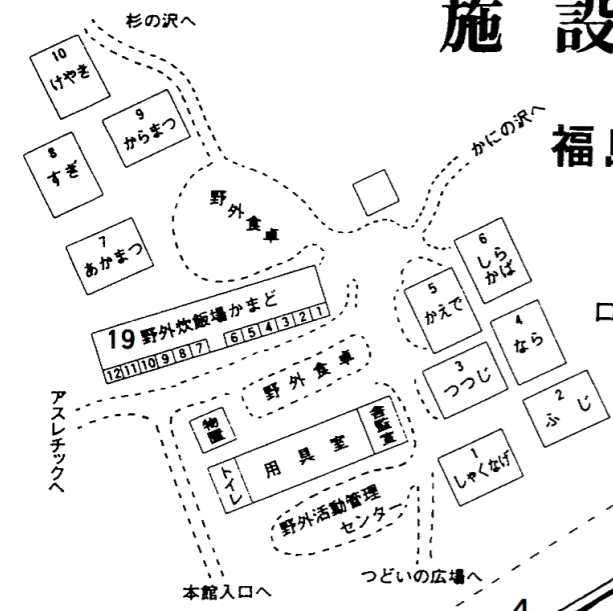 施設
福
杉の沢へ
かにの沢へ
10
けやき
9
からまつ
8
すぎ
7
あかまつ
野外食卓
6
しら
かば
5
かえで
4
なら
3
つつじ
2
ふじ
1
しゃくなげ
19 野外炊飯場かまど
12 11 10 9 8 7 6 5 4 3 2 1
野外食卓
アスレチックへ
物置
トイレ
用具室
野外活動管理
センター
本館入口へ
つどいの広場へ